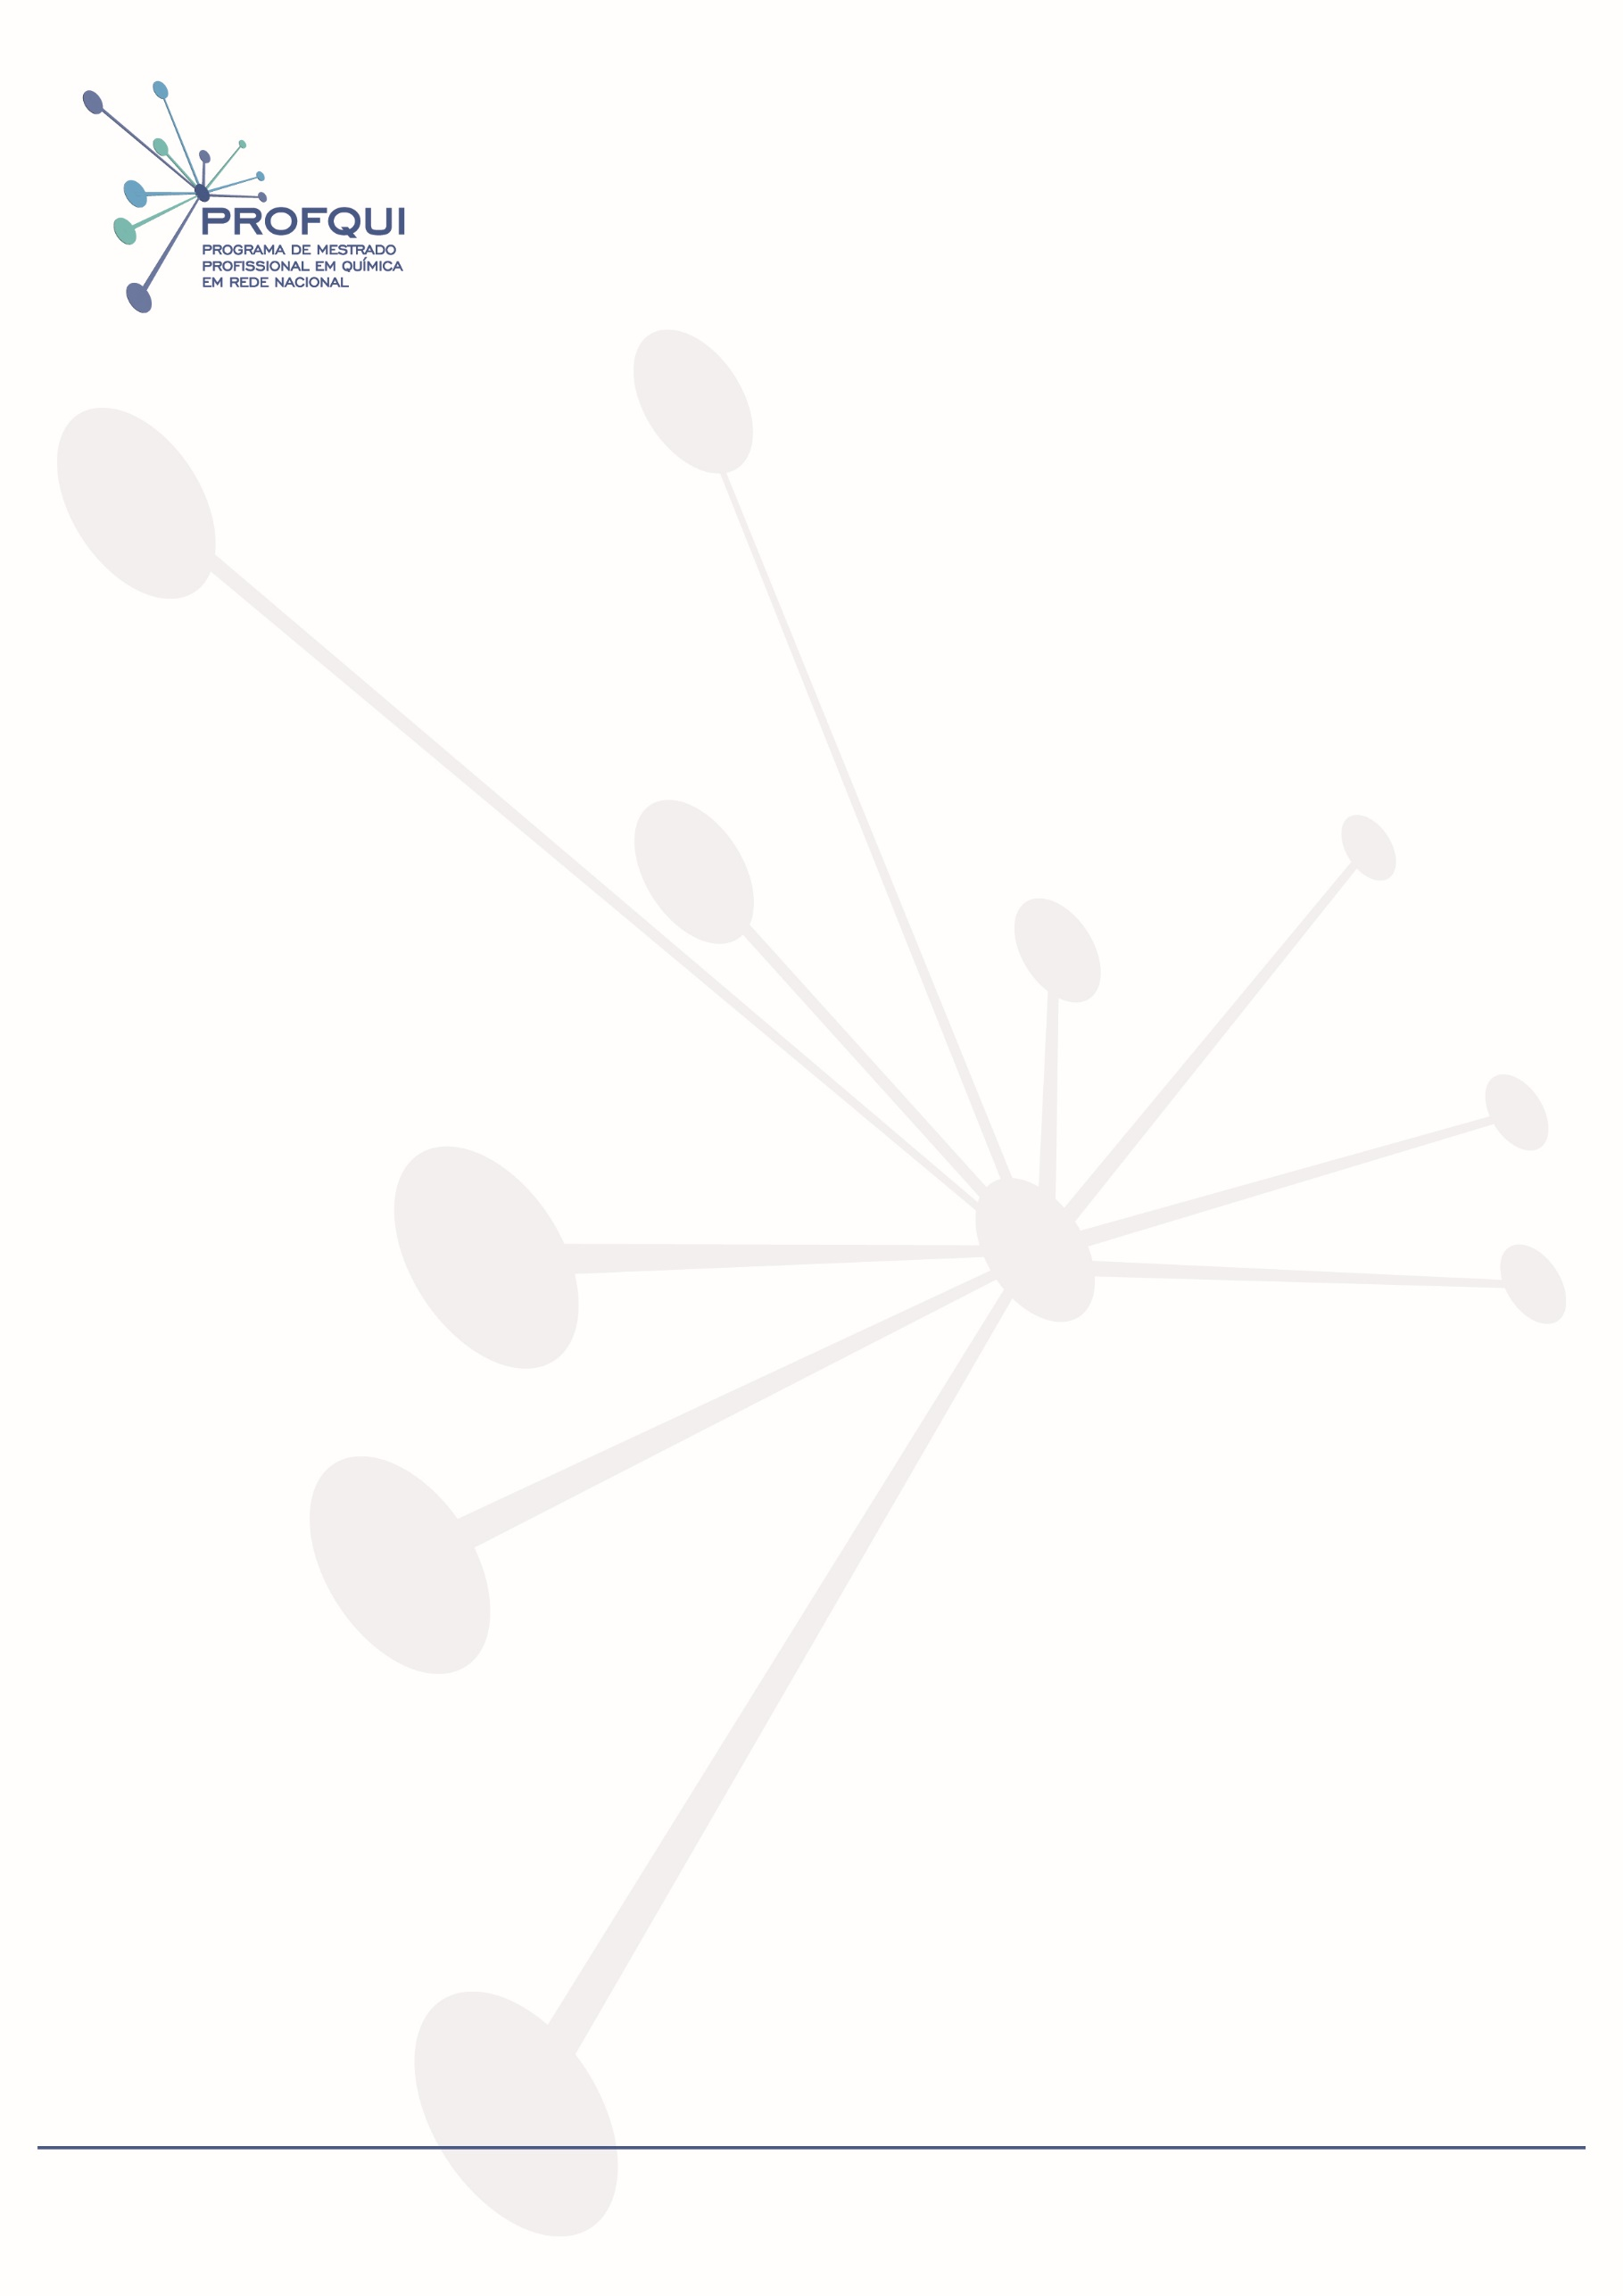 PROFQUI
PROGRAMA DE MESTRADO
PROFISSIONAL EM QUÍMICA
EM REDE NACIONAL